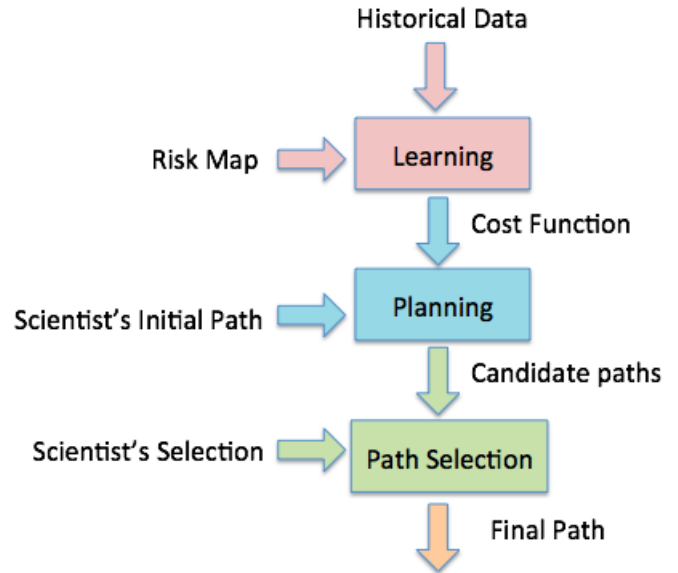 Historical Data
Risk Map
Learning
Cost Function
Scientist's Initial Path
Planning
Candidate paths
Scientist's Selection
Path Selection
Final Path